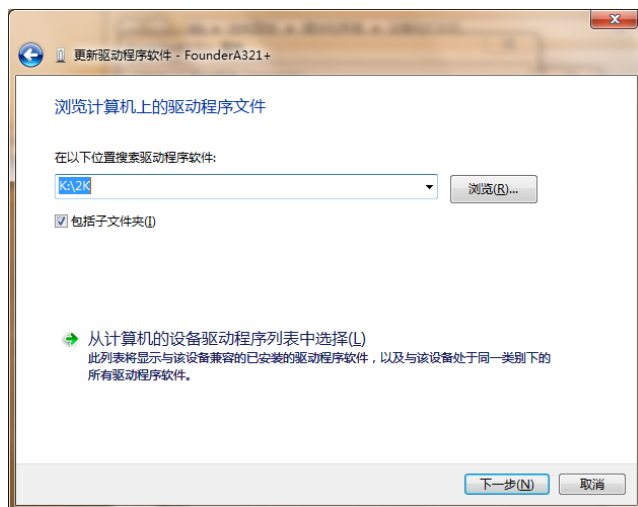 更新驱动程序软件 - FounderA321+
浏览计算机上的驱动程序文件
在以下位置搜索驱动程序软件:
K:\2K
浏览(R)...
包括子文件夹(I)
从计算机的设备驱动程序列表中选择(L)
此列表将显示与该设备兼容的已安装的驱动程序软件，以及与该设备处于同一类别下的
所有驱动程序软件。
下一步(N)
取消